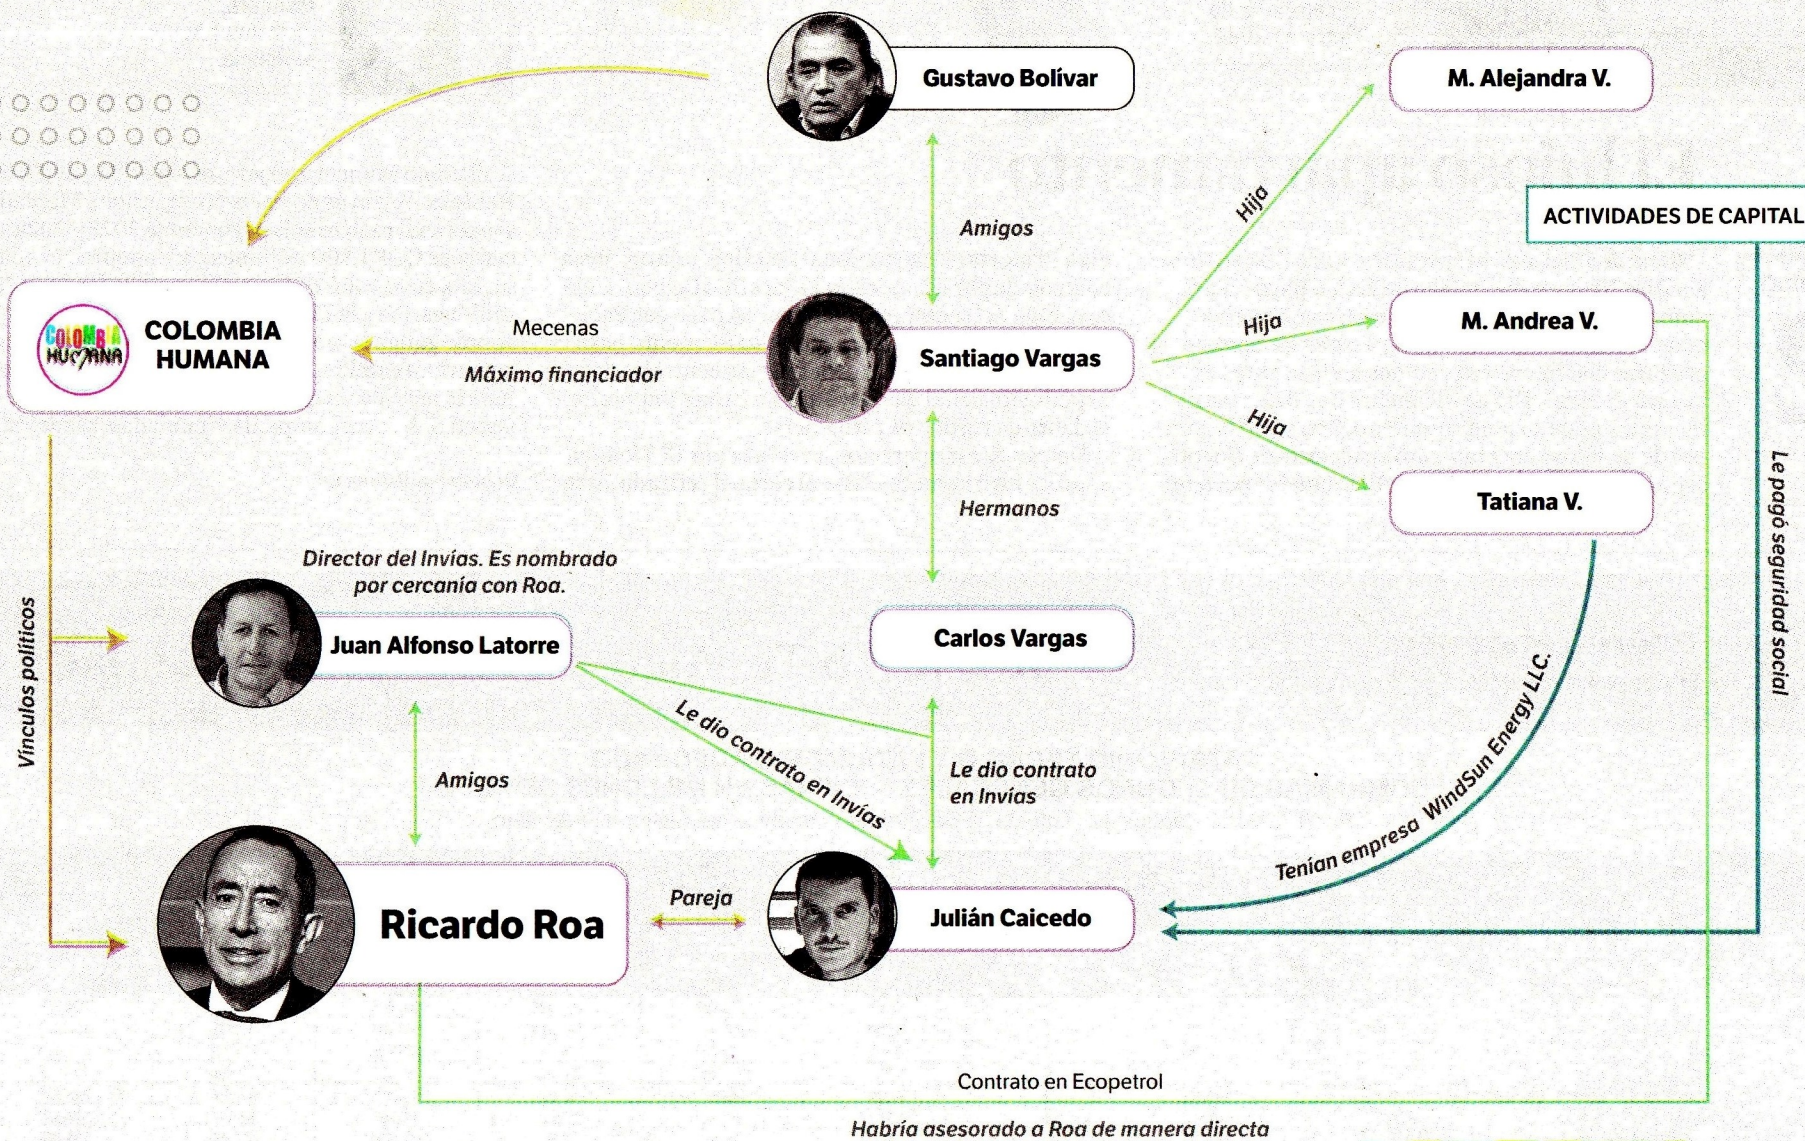 Gustavo Bolívar
M. Alejandra V.
Hija
ACTIVIDADES DE CAPITAL
Amigos
COLOMBIA
HUMANA
COLOMBIA
HUMANA
Mecenas
Máximo financiador
Santiago Vargas
Hija
M. Andrea V.
Hija
Tatiana V.
Le pagó seguridad social
Hermanos
Director del Invías. Es nombrado
por cercanía con Roa.
Juan Alfonso Latorre
Carlos Vargas
Vínculos políticos
Le dio contrato en Invías
Le dio contrato
en Invías
Tenían empresa WindSun Energy LLC.
Amigos
Ricardo Roa
Pareja
Julián Caicedo
Contrato en Ecopetrol
Habría asesorado a Roa de manera directa